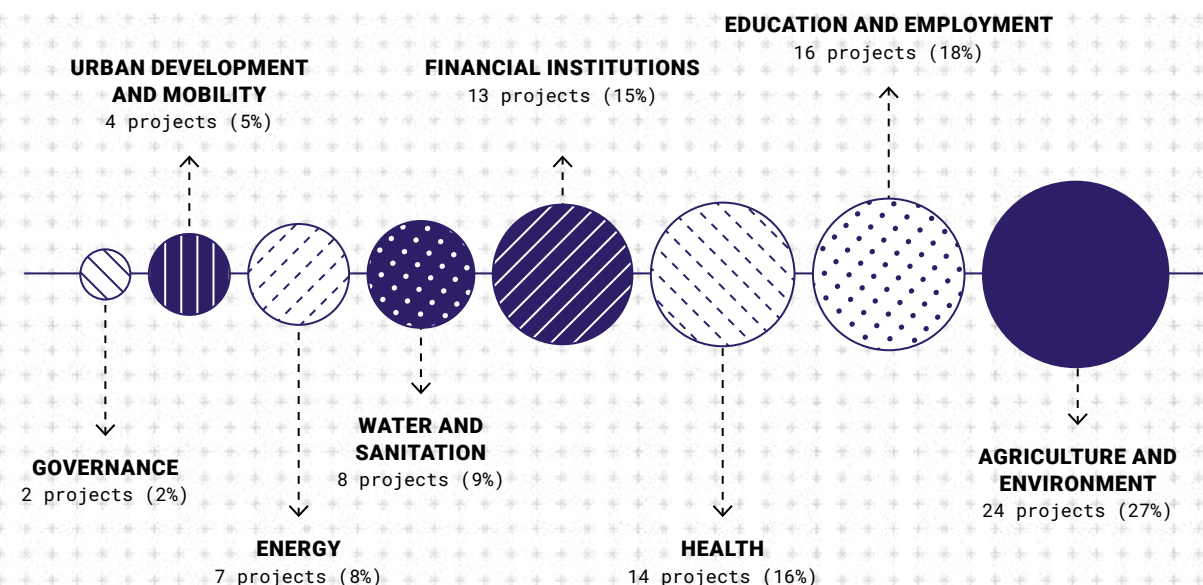 EDUCATION AND EMPLOYMENT
16 projects (18%)
URBAN DEVELOPMENT
AND MOBILITY
4 projects (5%)
FINANCIAL INSTITUTIONS
13 projects (15%)
WATER AND
SANITATION
8 projects (9%)
GOVERNANCE
2 projects (2%)
AGRICULTURE AND
ENVIRONMENT
24 projects (27%)
ENERGY
7 projects (8%)
HEALTH
14 projects (16%)